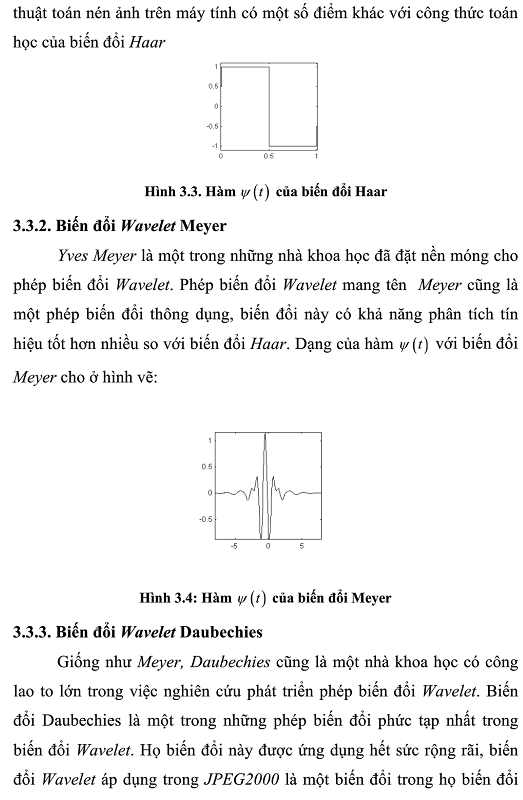 thuật toán nén ảnh trên máy tính có một số điểm khác với công thức toán
học của biến đổi Haar
1
0.5
0
-0.5
-1
0 0.5 1
Hình 3.3. Hàm ψ(t) của biến đổi Haar
3.3.2. Biến đổi Wavelet Meyer
Yves Meyer là một trong những nhà khoa học đã đặt nền móng cho
phép biến đổi Wavelet. Phép biến đổi Wavelet mang tên Meyer cũng là
một phép biến đổi thông dụng, biến đổi này có khả năng phân tích tín
hiệu tốt hơn nhiều so với biến đổi Haar. Dạng của hàm ψ(t) với biến đổi
Meyer cho ở hình vẽ:
1
0.5
0
-0.5
-5 0 5
Hình 3.4: Hàm ψ(t) của biến đổi Meyer
3.3.3. Biến đổi Wavelet Daubechies
Giống như Meyer, Daubechies cũng là một nhà khoa học có công
lao to lớn trong việc nghiên cứu phát triển phép biến đổi Wavelet. Biến
đổi Daubechies là một trong những phép biến đổi phức tạp nhất trong
biến đổi Wavelet. Họ biến đổi này được ứng dụng hết sức rộng rãi, biến
đổi Wavelet áp dụng trong JPEG2000 là một biến đổi trong họ biến đổi